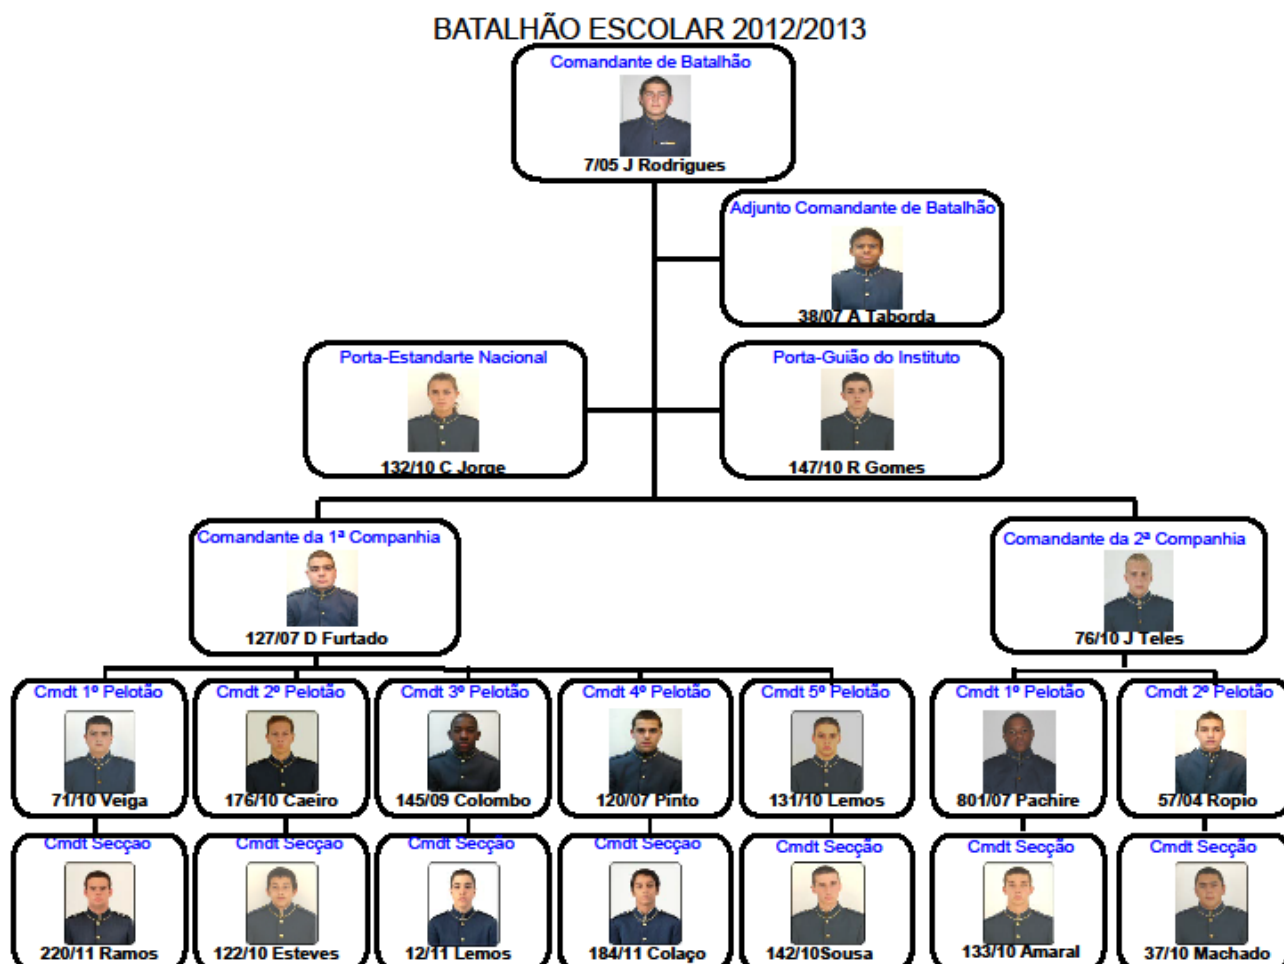 BATALHÃO ESCOLAR 2012/2013
Comandante de Batalhão
7/05 J Rodrigues
Adjunto Comandante de Batalhão
38/07 A Taborda
Porta-Estandarte Nacional
132/10 C Jorge
Porta-Guião do Instituto
147/10 R Gomes
Comandante da 1ª Companhia
127/07 D Furtado
Comandante da 2ª Companhia
76/10 J Teles
Cmdt 1º Pelotão
71/10 Veiga
Cmdt 2º Pelotão
176/10 Caeiro
Cmdt 3º Pelotão
145/09 Colombo
Cmdt 4º Pelotão
120/07 Pinto
Cmdt 5º Pelotão
131/10 Lemos
Cmdt 1º Pelotão
801/07 Pachire
Cmdt 2º Pelotão
57/04 Ropio
Cmdt Secçao
220/11 Ramos
Cmdt Secçao
122/10 Esteves
Cmdt Secção
12/11 Lemos
Cmdt Secçao
184/11 Colaço
Cmdt Secção
142/10Sousa
Cmdt Secção
133/10 Amaral
Cmdt Secção
37/10 Machado